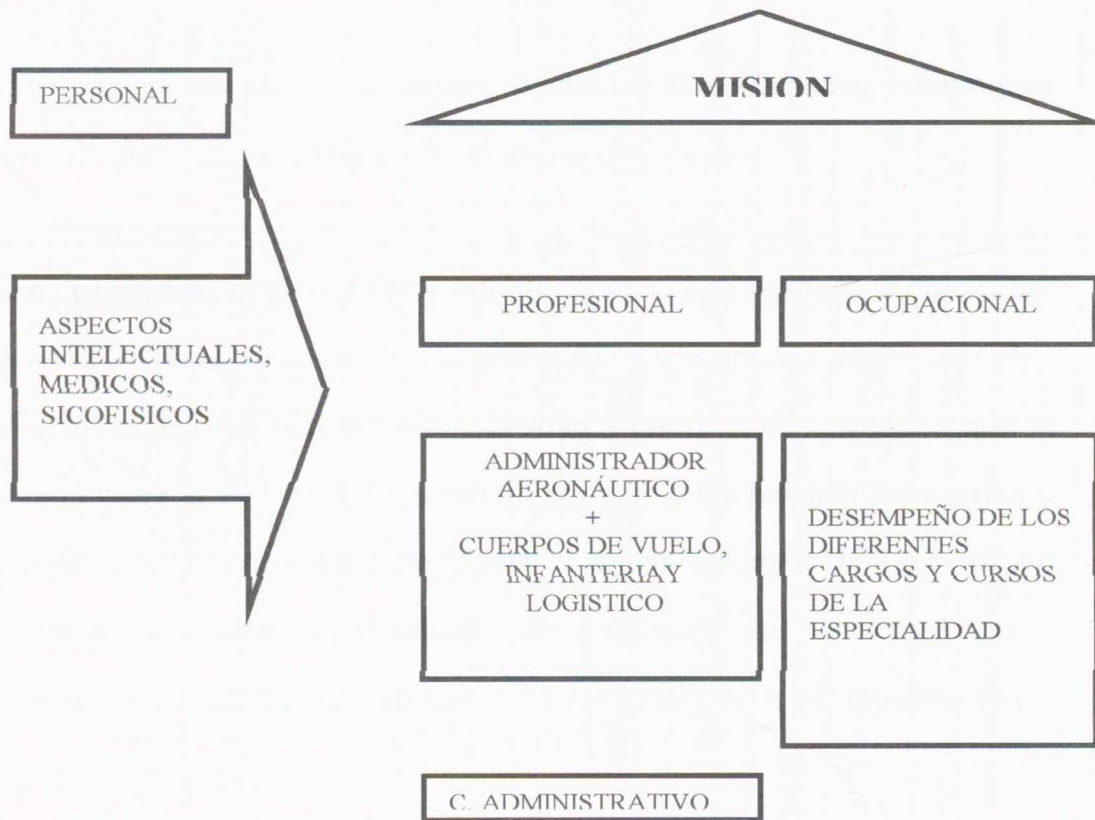 PERSONAL
MISION
ASPECTOS
INTELECTUALES,
MEDICOS,
SICOFISICOS
PROFESIONAL
OCUPACIONAL
ADMINISTRADOR
AERONÁUTICO
+
CUERPOS DE VUELO,
INFANTERIAY
LOGISTICO
DESEMPEÑO DE LOS
DIFERENTES
CARGOS Y CURSOS
DE LA
ESPECIALIDAD
C. ADMINISTRATIVO